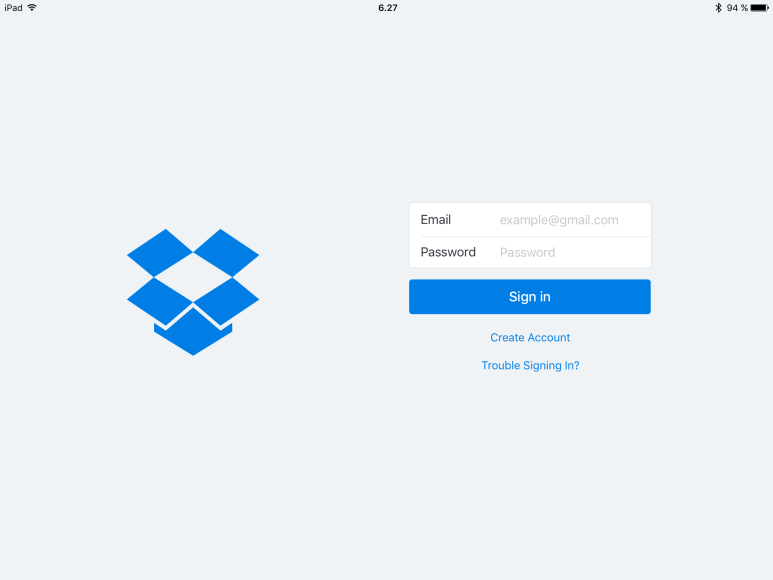 iPad 6.27 94 %
Email example@gmail.com
Password Password
Sign in
Create Account
Trouble Signing In?